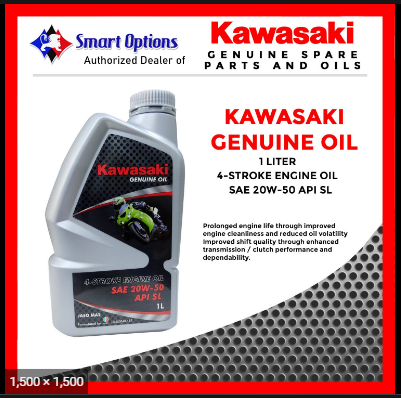 Smart Options
Authorized Dealer of
Kawasaki
GENUINE SPARE
PARTS AND OILS
KAWASAKI
GENUINE OIL
1 LITER
4-STROKE ENGINE OIL
SAE 20W-50 API SL
Prolonged engine life through improved
engine cleanliness and reduced oil volatility
Improved shift quality through enhanced
transmission / clutch performance and
dependability.
Kawasaki
GENUINE OIL
4-STROKE ENGINE OIL
SAE 20W-50
API SL
1L
JASO MA2
1,500 × 1,500